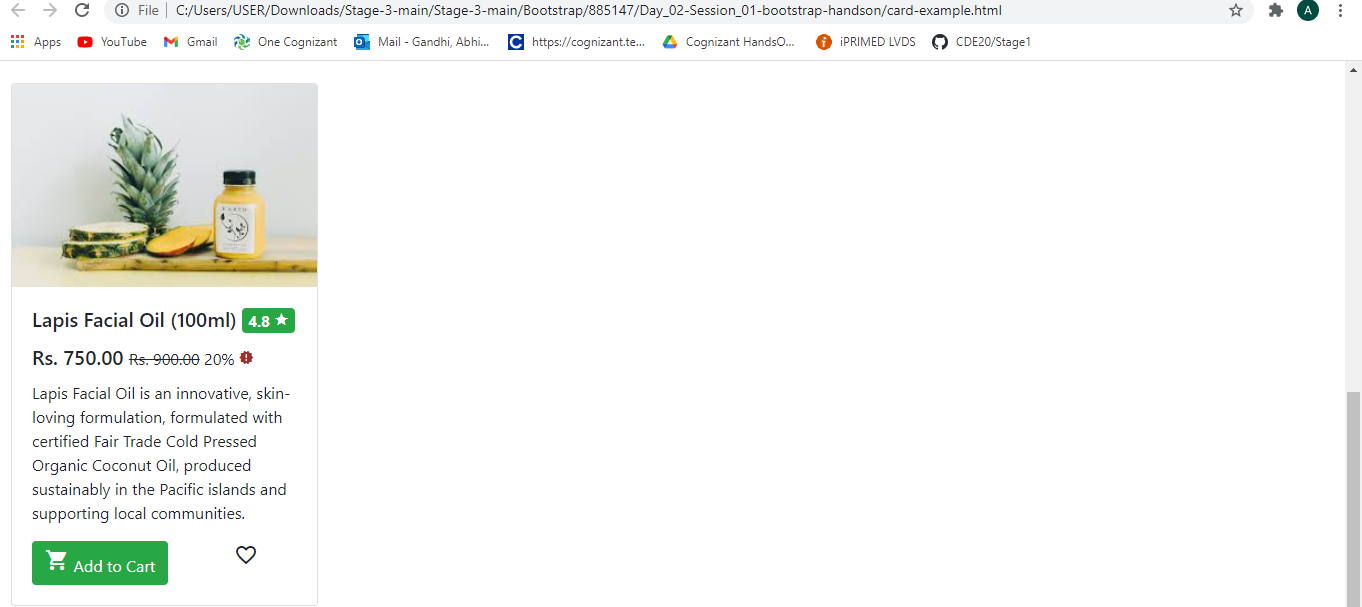 File | C:/Users/USER/Downloads/Stage-3-main/Stage-3-main/Bootstrap/885147/Day_02-Session_01-bootstrap-handson/card-example.html A
Apps YouTube Gmail One Cognizant Mail - Gandhi, Abhi... https://cognizant.te... Cognizant HandsO... iPRIMED LVDS CDE20/Stage1
Lapis Facial Oil (100ml) 4.8 ★
Rs. 750.00 Rs. 900.00 20%
Lapis Facial Oil is an innovative, skin-
loving formulation, formulated with
certified Fair Trade Cold Pressed
Organic Coconut Oil, produced
sustainably in the Pacific islands and
supporting local communities.
Add to Cart